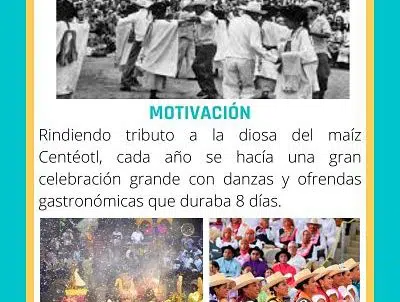 MOTIVACIÓN
Rindiendo tributo a la diosa del maíz
Centéotl, cada año se hacía una gran
celebración grande con danzas y ofrendas
gastronómicas que duraba 8 días.